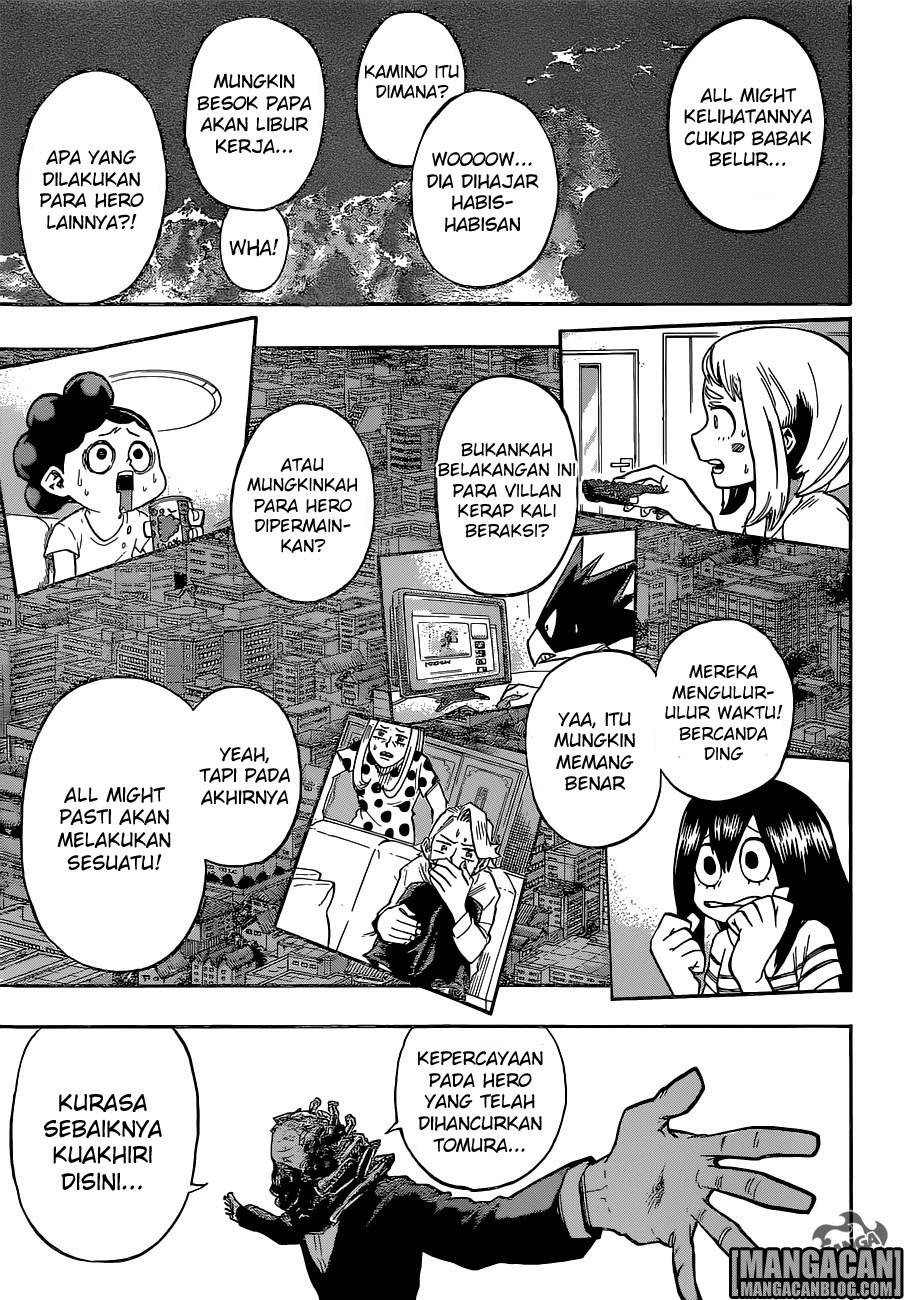 ALL MIGHT
KELIHATANNYA
CUKUP BABAK
BELUR...
KAMINO ITU
DIMANA?
WOOOOW...
DIA DIHAJAR
HABIS-
HABISAN
MUNGKIN
BESOK PAPA
AKAN LIBUR
KERJA...
WHA!
APA YANG
DILAKUKAN
PARA HERO
LAINNYA?!
BUKANKAH
BELAKANGAN INI
PARA VILLAN
KERAP KALI
BERAKSI?
ATAU
MUNGKINKAH
PARA HERO
DIPERMAIN-
KAN?
MEREKA
MENGULUR-
ULUR WAKTU!
BERCANDA
DING
YAA, ITU
MUNGKIN
MEMANG
BENAR
YEAH,
TAPI PADA
AKHIRNYA
ALL MIGHT
PASTI AKAN
MELAKUKAN
SESUATU!
KEPERCAYAAN
PADA HERO
YANG TELAH
DIHANCURKAN
TOMURA...
KURASA
SEBAIKNYA
KUAKHIRI
DISINI...
MANGACAN
MANGACANBLOG.COM